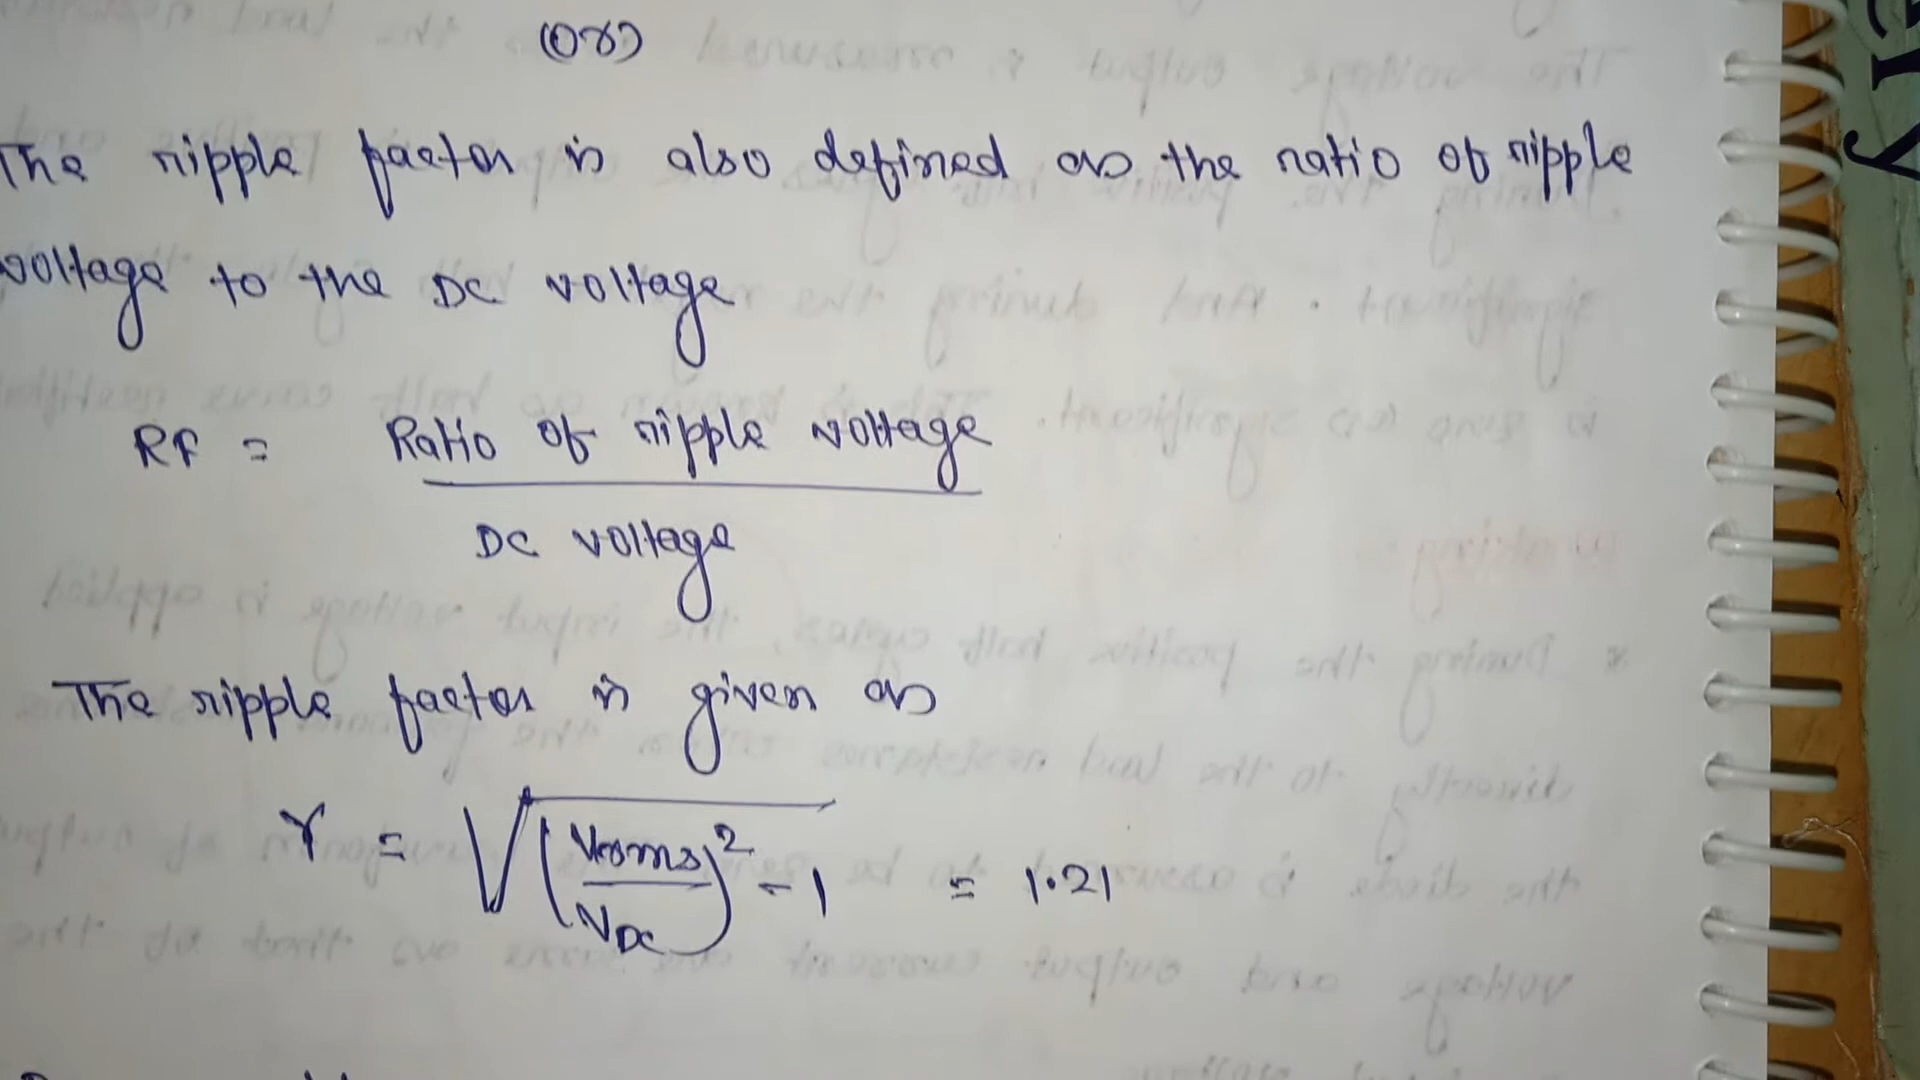 (or)
The ripple factor is also defined as the ratio of ripple
voltage to the DC voltage
RF = Ratio of ripple voltage
DC voltage
The ripple factor is given as
γ = √(Vrms/VDC)² - 1 = 1.21